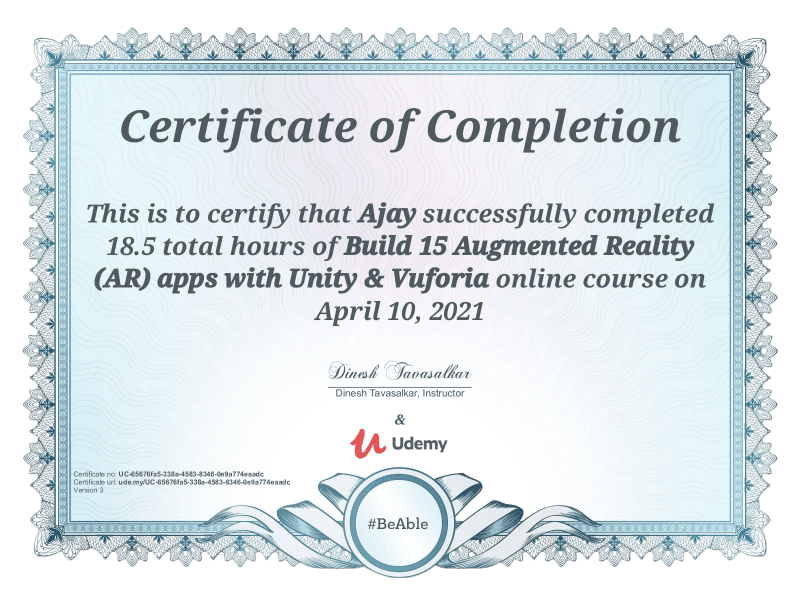 Certificate of Completion
This is to certify that Ajay successfully completed
18.5 total hours of Build 15 Augmented Reality
(AR) apps with Unity & Vuforia online course on
April 10, 2021
Dinesh Tavasalkar
Dinesh Tavasalkar, Instructor
&
Udemy
Certificate no: UC-65676fa5-338a-4583-8346-0e9a774eaadc
Certificate url: ude.my/UC-65676fa5-338a-4583-8346-0e9a774eaadc
Version 3
#BeAble